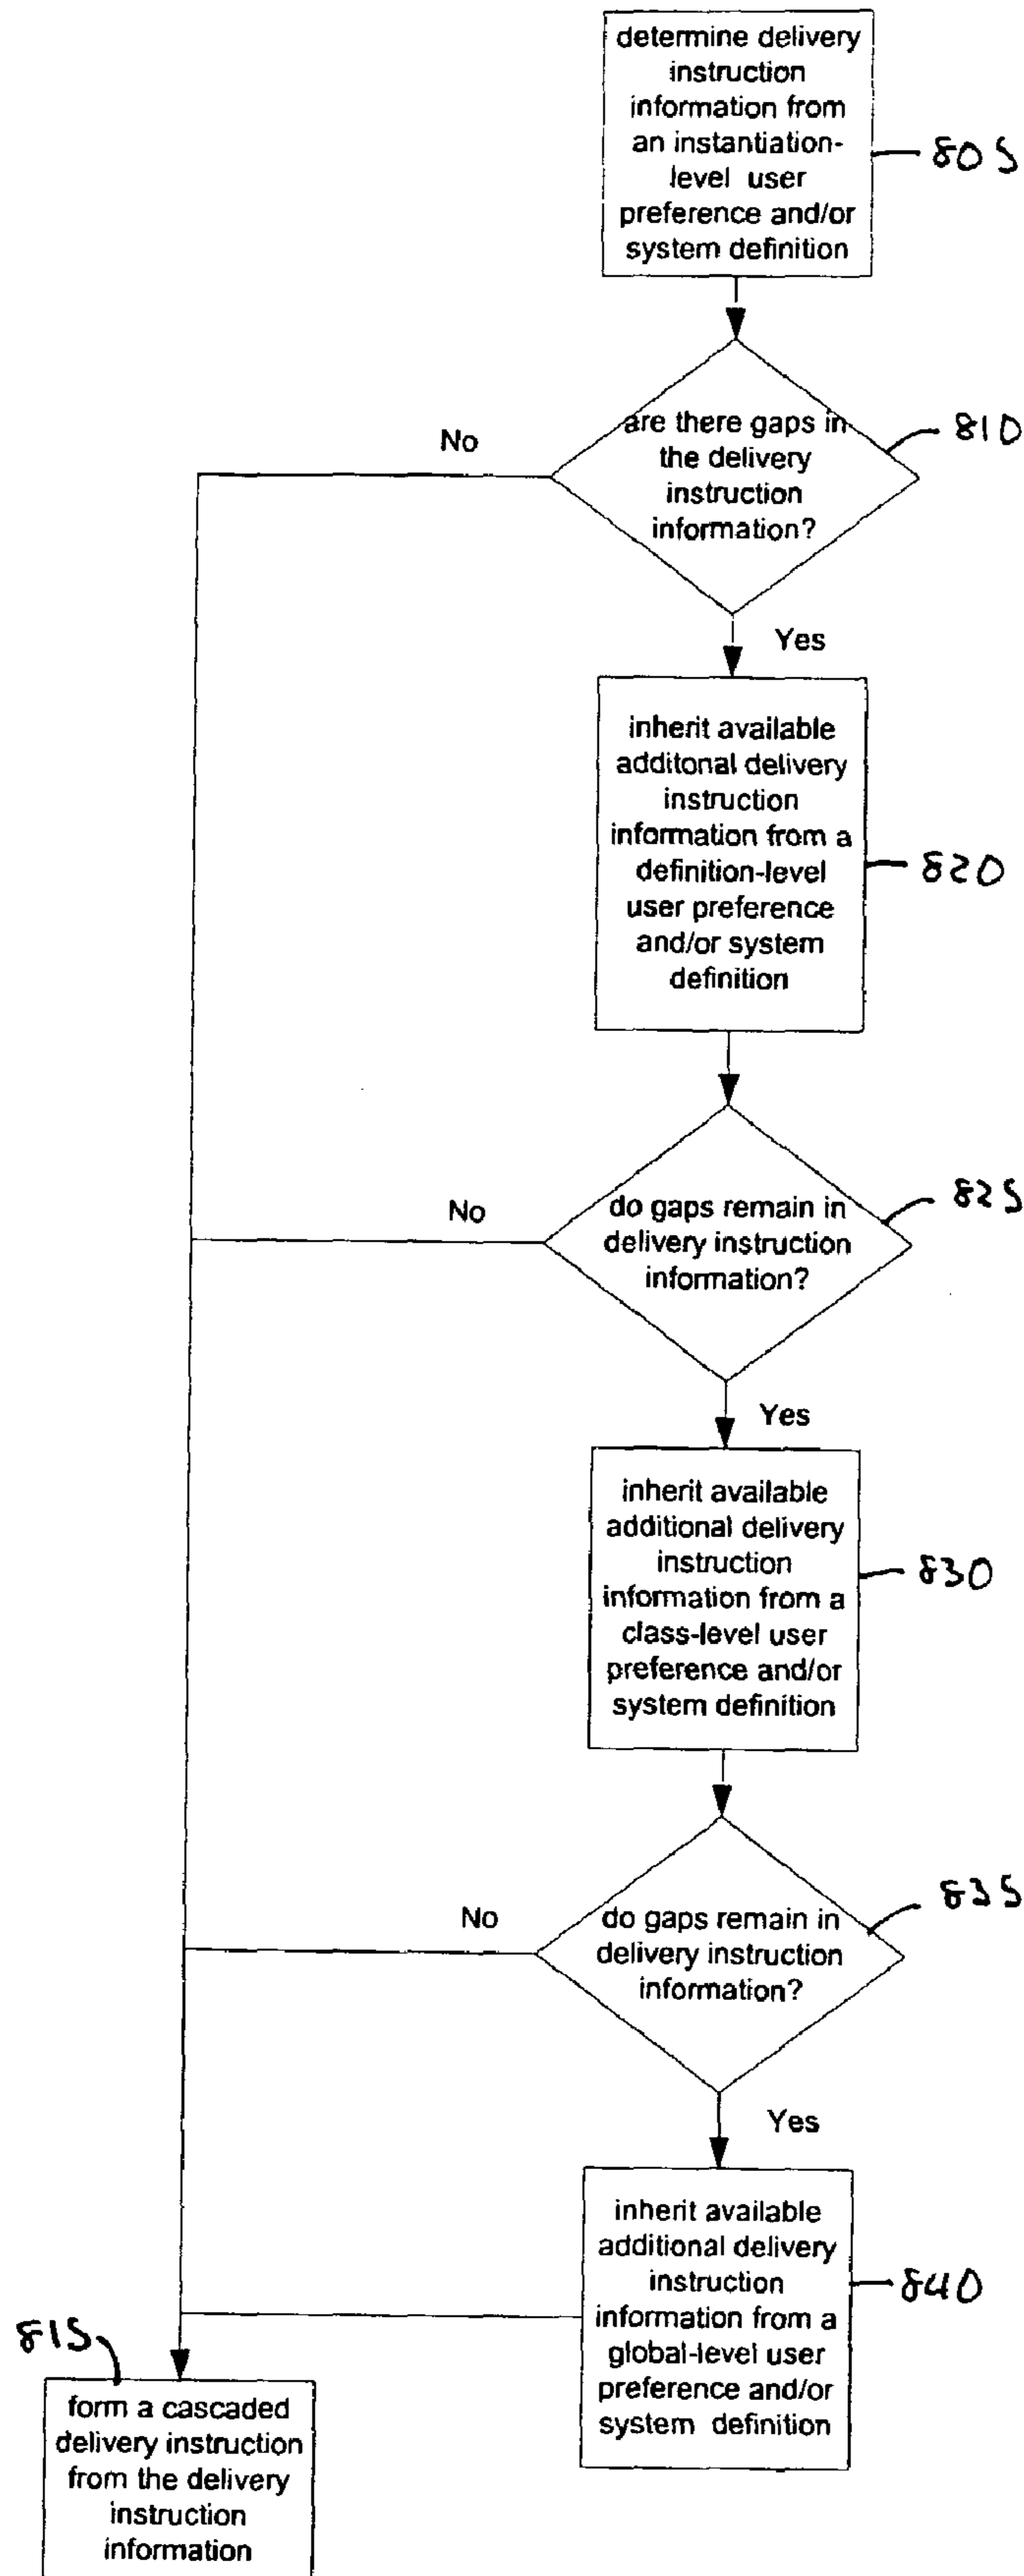 determine delivery
instruction
information from
an instantiation-
level user
preference and/or
system definition
805
are there gaps in
the delivery
instruction
information?
810
No
Yes
inherit available
additonal delivery
instruction
information from a
definition-level
user preference
and/or system
definition
820
do gaps remain in
delivery instruction
information?
825
No
Yes
inherit available
additional delivery
instruction
information from a
class-level user
preference and/or
system definition
830
do gaps remain in
delivery instruction
information?
835
No
Yes
inherit available
additional delivery
instruction
information from a
global-level user
preference and/or
system definition
840
815
form a cascaded
delivery instruction
from the delivery
instruction
information